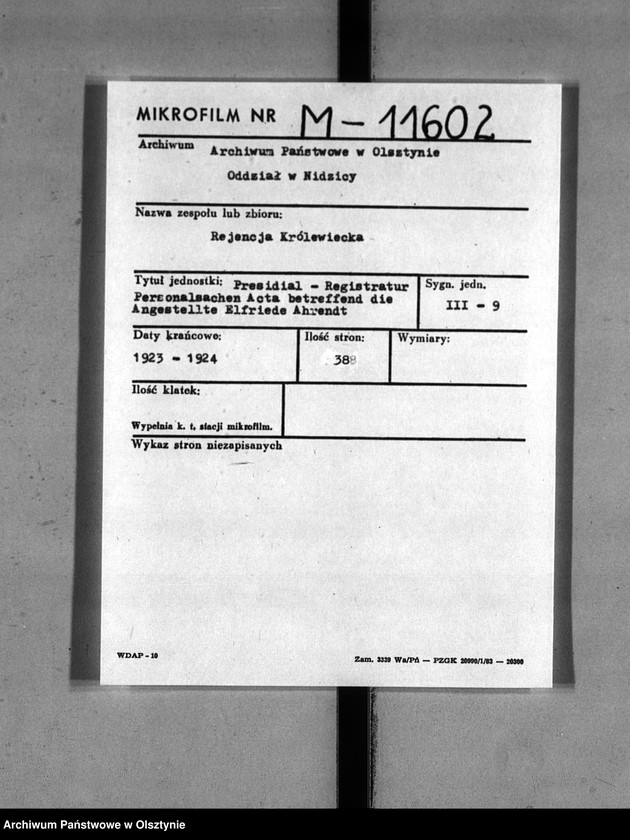 MIKROFILM NR M-11602
Archiwum Archiwum Państwowe w Olsztynie
Oddział w Nidzicy
Nazwa zespołu lub zbioru:
Rejencja Królewiecka
Tytuł jednostki: Presidial - Registratur
Personalsachen Acta betreffend die
Angestellte Elfriede Ahrendt
Sygn. jedn.
III - 9
Daty krańcowe:
1923 - 1924
Ilość stron:
388
Wymiary:
Ilość klatek:
Wypełnia k. t. stacji mikrofilm.
Wykaz stron niezapisanych
WDAP - 10
Zam. 3339 Wa/Pń — PZGK 20090/1/83 — 20300
Archiwum Państwowe w Olsztynie